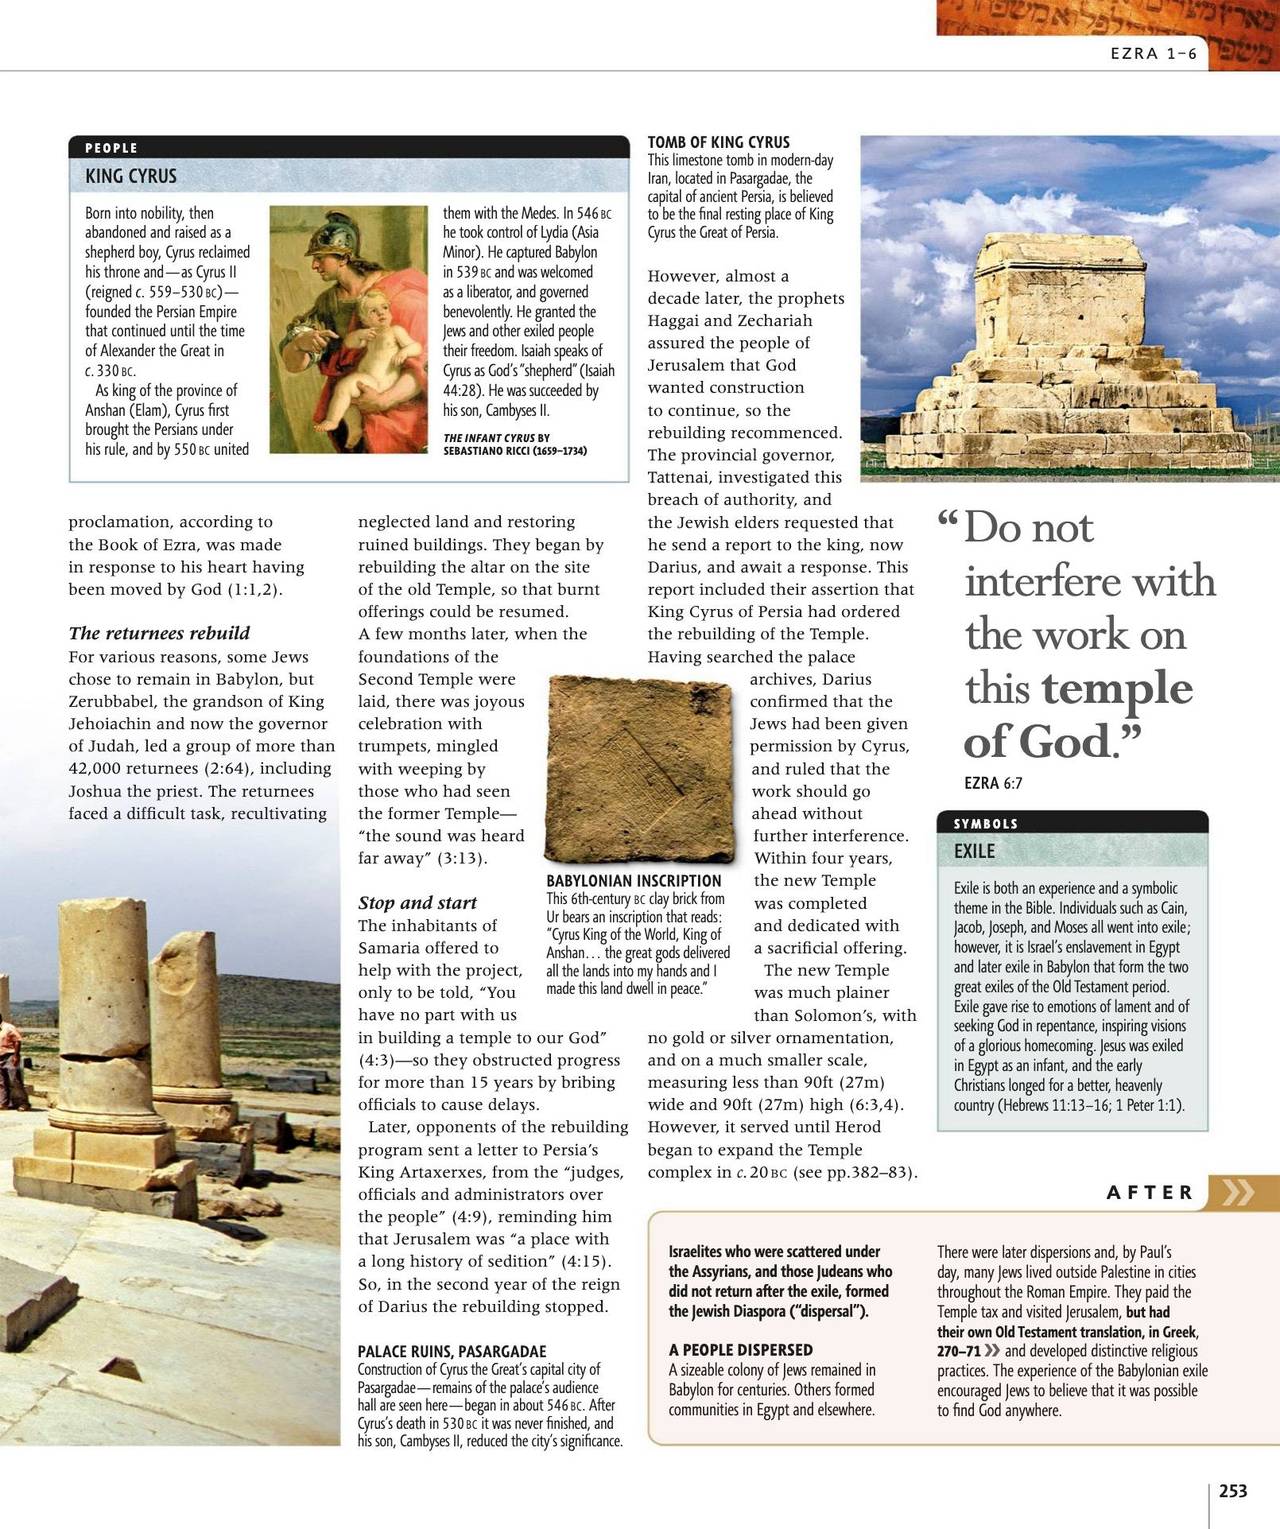 EZRA 1–6
PEOPLE
KING CYRUS
Born into nobility, then
abandoned and raised as a
shepherd boy, Cyrus reclaimed
his throne and—as Cyrus II
(reigned c. 559–530 BC)—
founded the Persian Empire
that continued until the time
of Alexander the Great in
c. 330 BC.
As king of the province of
Anshan (Elam), Cyrus first
brought the Persians under
his rule, and by 550 BC united
them with the Medes. In 546 BC
he took control of Lydia (Asia
Minor). He captured Babylon
in 539 BC and was welcomed
as a liberator, and governed
benevolently. He granted the
Jews and other exiled people
their freedom. Isaiah speaks of
Cyrus as God's "shepherd" (Isaiah
44:28). He was succeeded by
his son, Cambyses II.
THE INFANT CYRUS BY
SEBASTIANO RICCI (1659–1734)
proclamation, according to
the Book of Ezra, was made
in response to his heart having
been moved by God (1:1,2).
The returnees rebuild
For various reasons, some Jews
chose to remain in Babylon, but
Zerubbabel, the grandson of King
Jehoiachin and now the governor
of Judah, led a group of more than
42,000 returnees (2:64), including
Joshua the priest. The returnees
faced a difficult task, recultivating
neglected land and restoring
ruined buildings. They began by
rebuilding the altar on the site
of the old Temple, so that burnt
offerings could be resumed.
A few months later, when the
foundations of the
Second Temple were
laid, there was joyous
celebration with
trumpets, mingled
with weeping by
those who had seen
the former Temple—
"the sound was heard
far away" (3:13).
Stop and start
The inhabitants of
Samaria offered to
help with the project,
only to be told, "You
have no part with us
in building a temple to our God"
(4:3)—so they obstructed progress
for more than 15 years by bribing
officials to cause delays.
Later, opponents of the rebuilding
program sent a letter to Persia's
King Artaxerxes, from the "judges,
officials and administrators over
the people" (4:9), reminding him
that Jerusalem was "a place with
a long history of sedition" (4:15).
So, in the second year of the reign
of Darius the rebuilding stopped.
PALACE RUINS, PASARGADAE
Construction of Cyrus the Great's capital city of
Pasargadae—remains of the palace's audience
hall are seen here—began in about 546 BC. After
Cyrus's death in 530 BC it was never finished, and
his son, Cambyses II, reduced the city's significance.
BABYLONIAN INSCRIPTION
This 6th-century BC clay brick from
Ur bears an inscription that reads:
"Cyrus King of the World, King of
Anshan… the great gods delivered
all the lands into my hands and I
made this land dwell in peace."
TOMB OF KING CYRUS
This limestone tomb in modern-day
Iran, located in Pasargadae, the
capital of ancient Persia, is believed
to be the final resting place of King
Cyrus the Great of Persia.
However, almost a
decade later, the prophets
Haggai and Zechariah
assured the people of
Jerusalem that God
wanted construction
to continue, so the
rebuilding recommenced.
The provincial governor,
Tattenai, investigated this
breach of authority, and
the Jewish elders requested that
he send a report to the king, now
Darius, and await a response. This
report included their assertion that
King Cyrus of Persia had ordered
the rebuilding of the Temple.
Having searched the palace
archives, Darius
confirmed that the
Jews had been given
permission by Cyrus,
and ruled that the
work should go
ahead without
further interference.
Within four years,
the new Temple
was completed
and dedicated with
a sacrificial offering.
The new Temple
was much plainer
than Solomon's, with
no gold or silver ornamentation,
and on a much smaller scale,
measuring less than 90ft (27m)
wide and 90ft (27m) high (6:3,4).
However, it served until Herod
began to expand the Temple
complex in c. 20 BC (see pp.382–83).
"Do not
interfere with
the work on
this temple
of God."
EZRA 6:7
SYMBOLS
EXILE
Exile is both an experience and a symbolic
theme in the Bible. Individuals such as Cain,
Jacob, Joseph, and Moses all went into exile;
however, it is Israel's enslavement in Egypt
and later exile in Babylon that form the two
great exiles of the Old Testament period.
Exile gave rise to emotions of lament and of
seeking God in repentance, inspiring visions
of a glorious homecoming. Jesus was exiled
in Egypt as an infant, and the early
Christians longed for a better, heavenly
country (Hebrews 11:13–16; 1 Peter 1:1).
AFTER
Israelites who were scattered under
the Assyrians, and those Judeans who
did not return after the exile, formed
the Jewish Diaspora ("dispersal").
A PEOPLE DISPERSED
A sizeable colony of Jews remained in
Babylon for centuries. Others formed
communities in Egypt and elsewhere.
There were later dispersions and, by Paul's
day, many Jews lived outside Palestine in cities
throughout the Roman Empire. They paid the
Temple tax and visited Jerusalem, but had
their own Old Testament translation, in Greek,
270–71 » and developed distinctive religious
practices. The experience of the Babylonian exile
encouraged Jews to believe that it was possible
to find God anywhere.
253